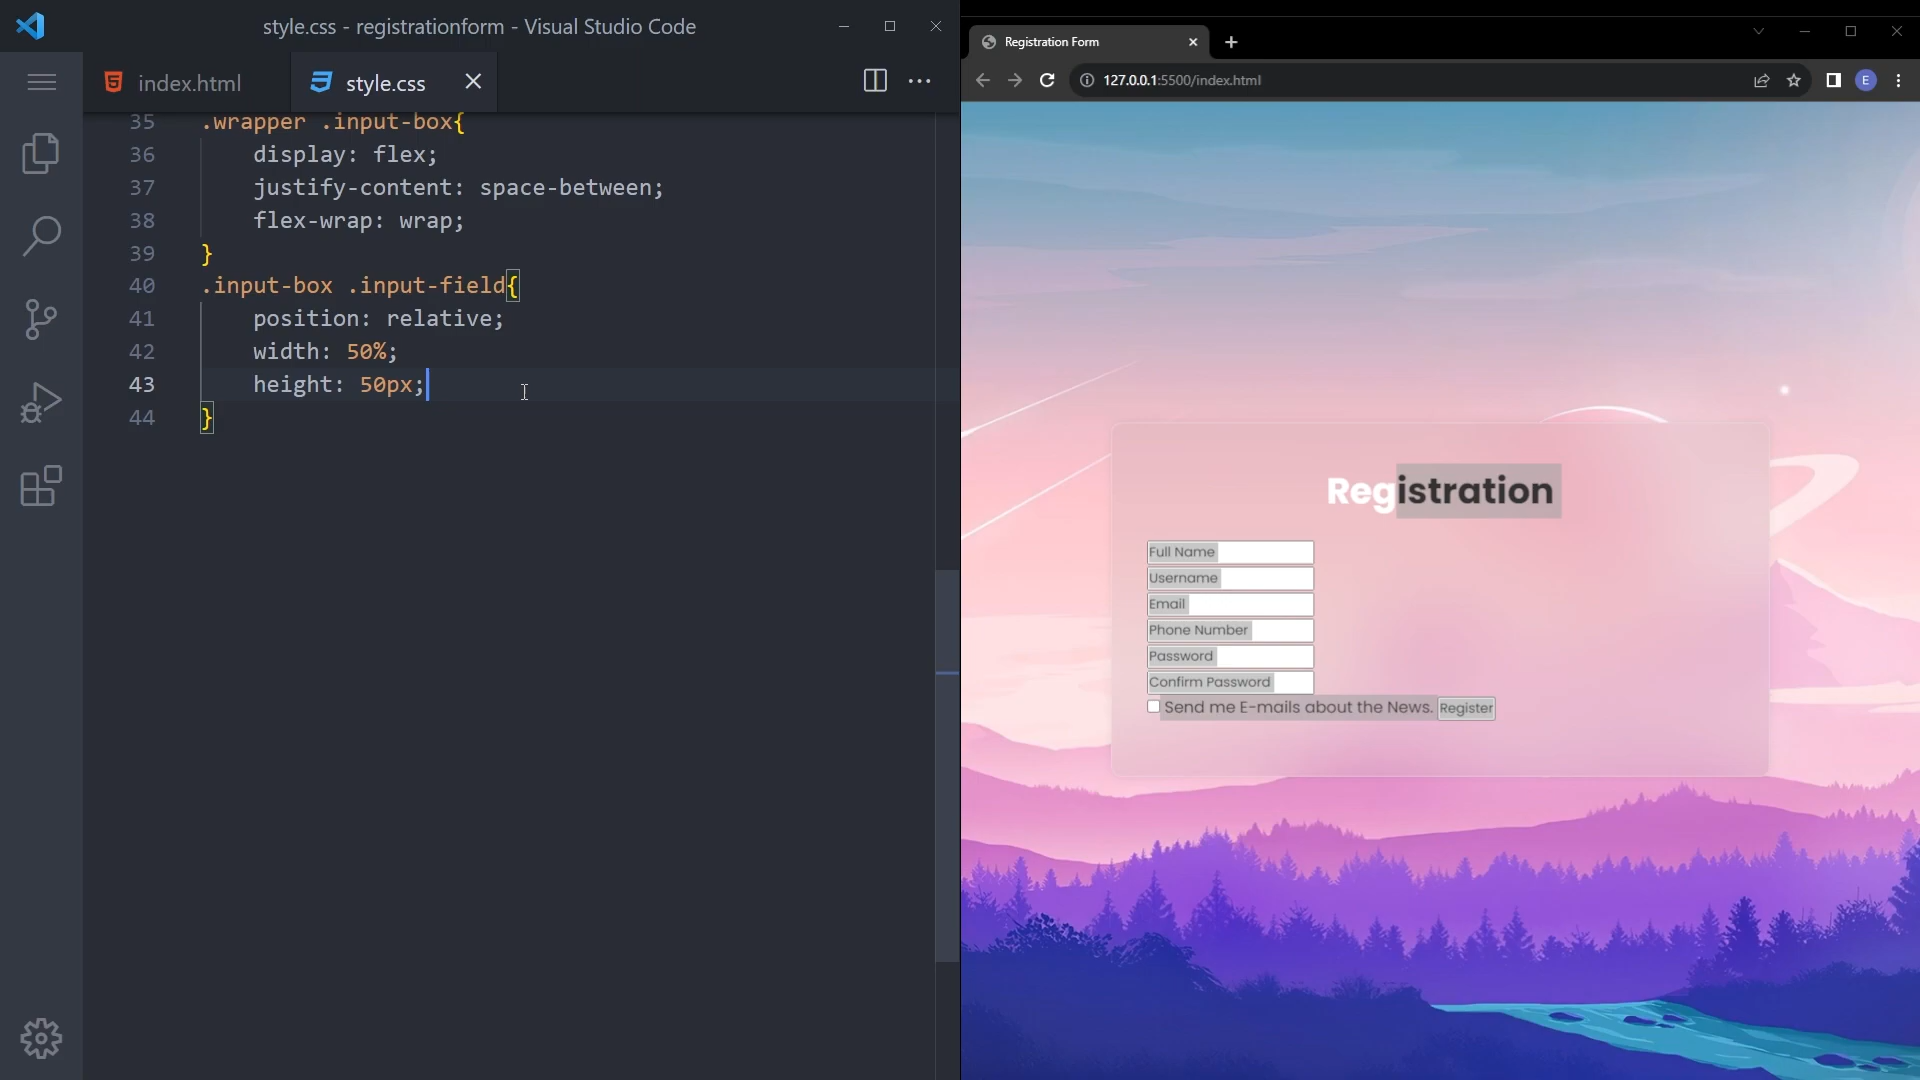 style.css - registrationform - Visual Studio Code
index.html
style.css
35 .wrapper .input-box{
36 display: flex;
37 justify-content: space-between;
38 flex-wrap: wrap;
39 }
40 .input-box .input-field{
41 position: relative;
42 width: 50%;
43 height: 50px;
44 }
Registration Form
127.0.0.1:5500/index.html
E
Registration
Full Name
Username
Email
Phone Number
Password
Confirm Password
Send me E-mails about the News. Register